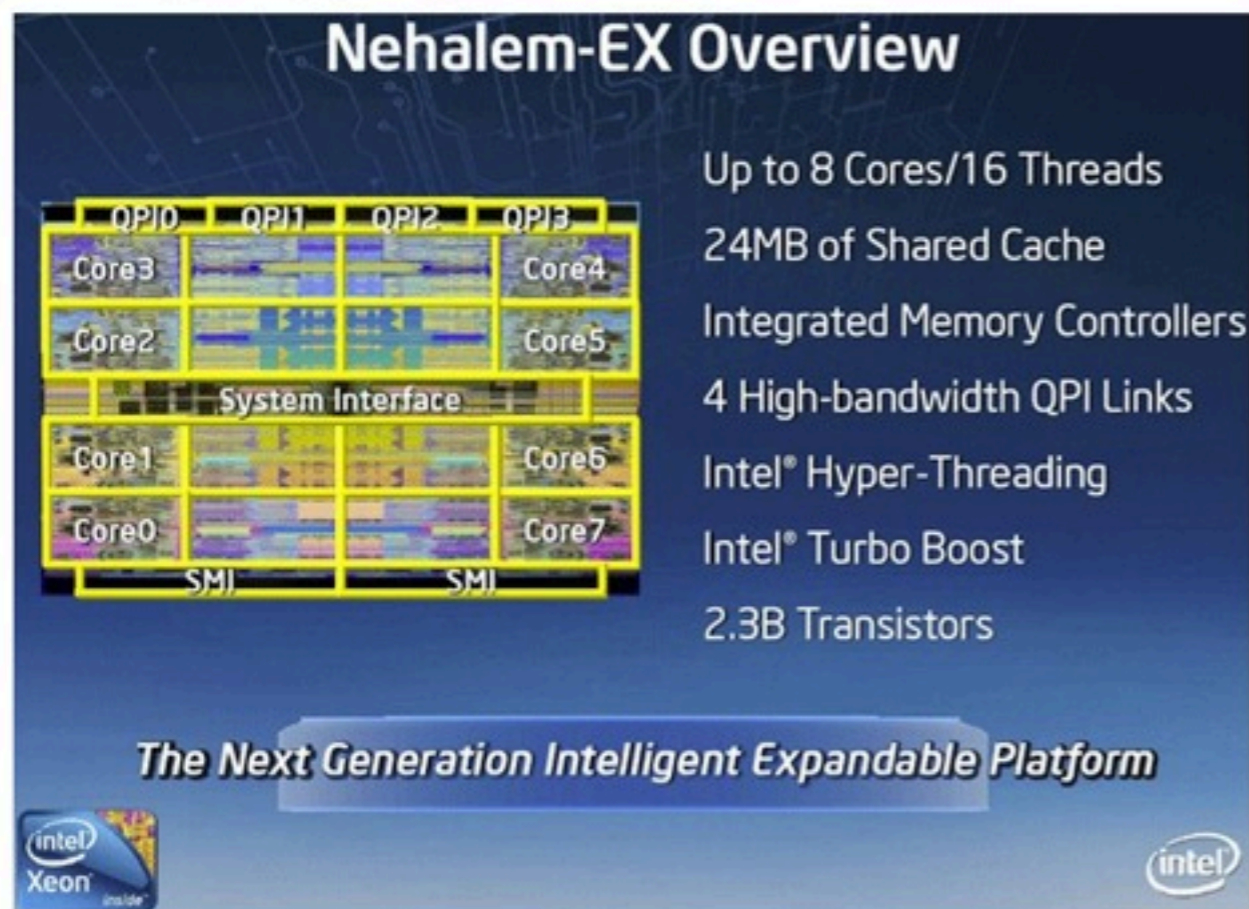 Nehalem-EX Overview
QPI0 QPI1 QPI2 QPI3
Core3 Core4
Core2 Core5
System Interface
Core1 Core6
Core0 Core7
SMI SMI
Up to 8 Cores/16 Threads
24MB of Shared Cache
Integrated Memory Controllers
4 High-bandwidth QPI Links
Intel® Hyper-Threading
Intel® Turbo Boost
2.3B Transistors
The Next Generation Intelligent Expandable Platform
intel
Xeon
inside™
intel